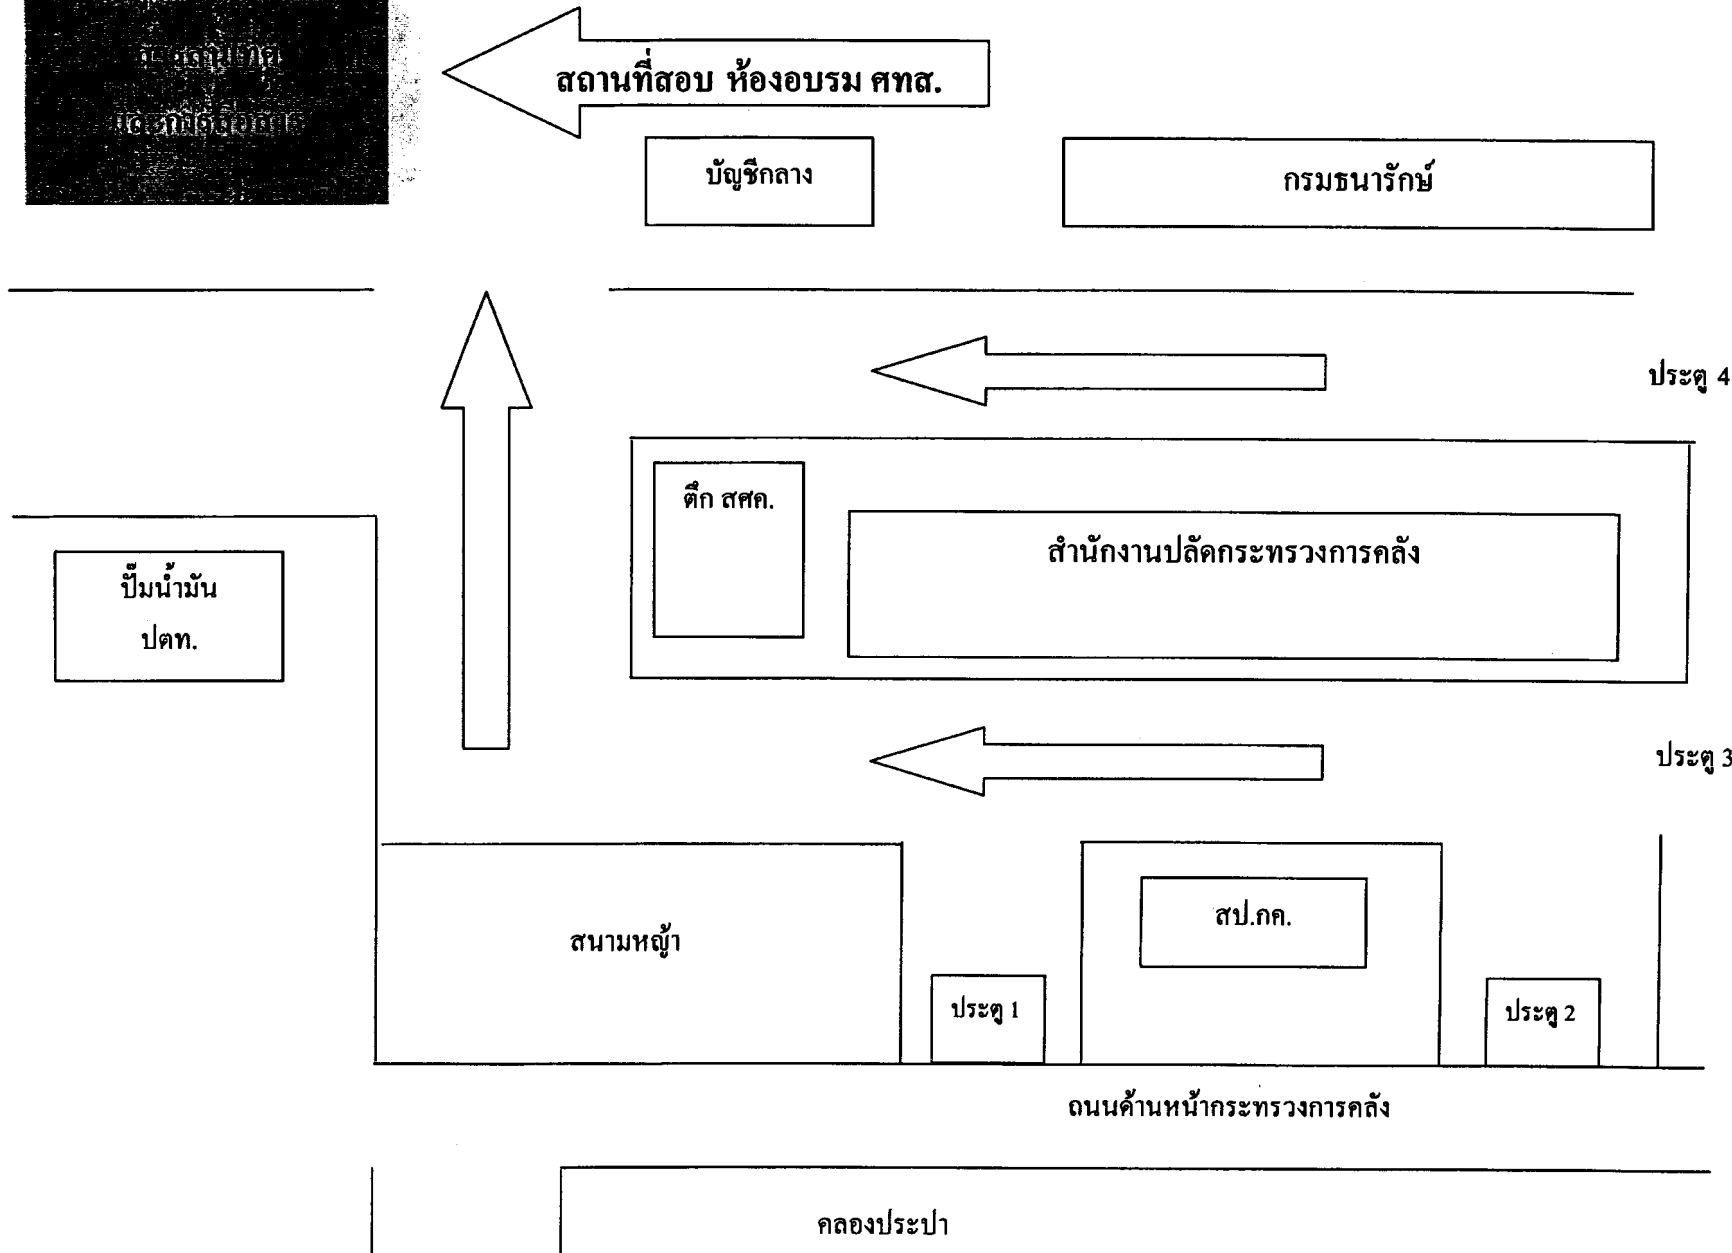 สถานที่สอบ ห้องอบรม ศทส.
บัญชีกลาง
กรมธนารักษ์
ประตู 4
ตึก สศค.
สำนักงานปลัดกระทรวงการคลัง
ปั๊มน้ำมัน
ปตท.
ประตู 3
สนามหญ้า
สป.กค.
ประตู 1
ประตู 2
ถนนด้านหน้ากระทรวงการคลัง
คลองประปา